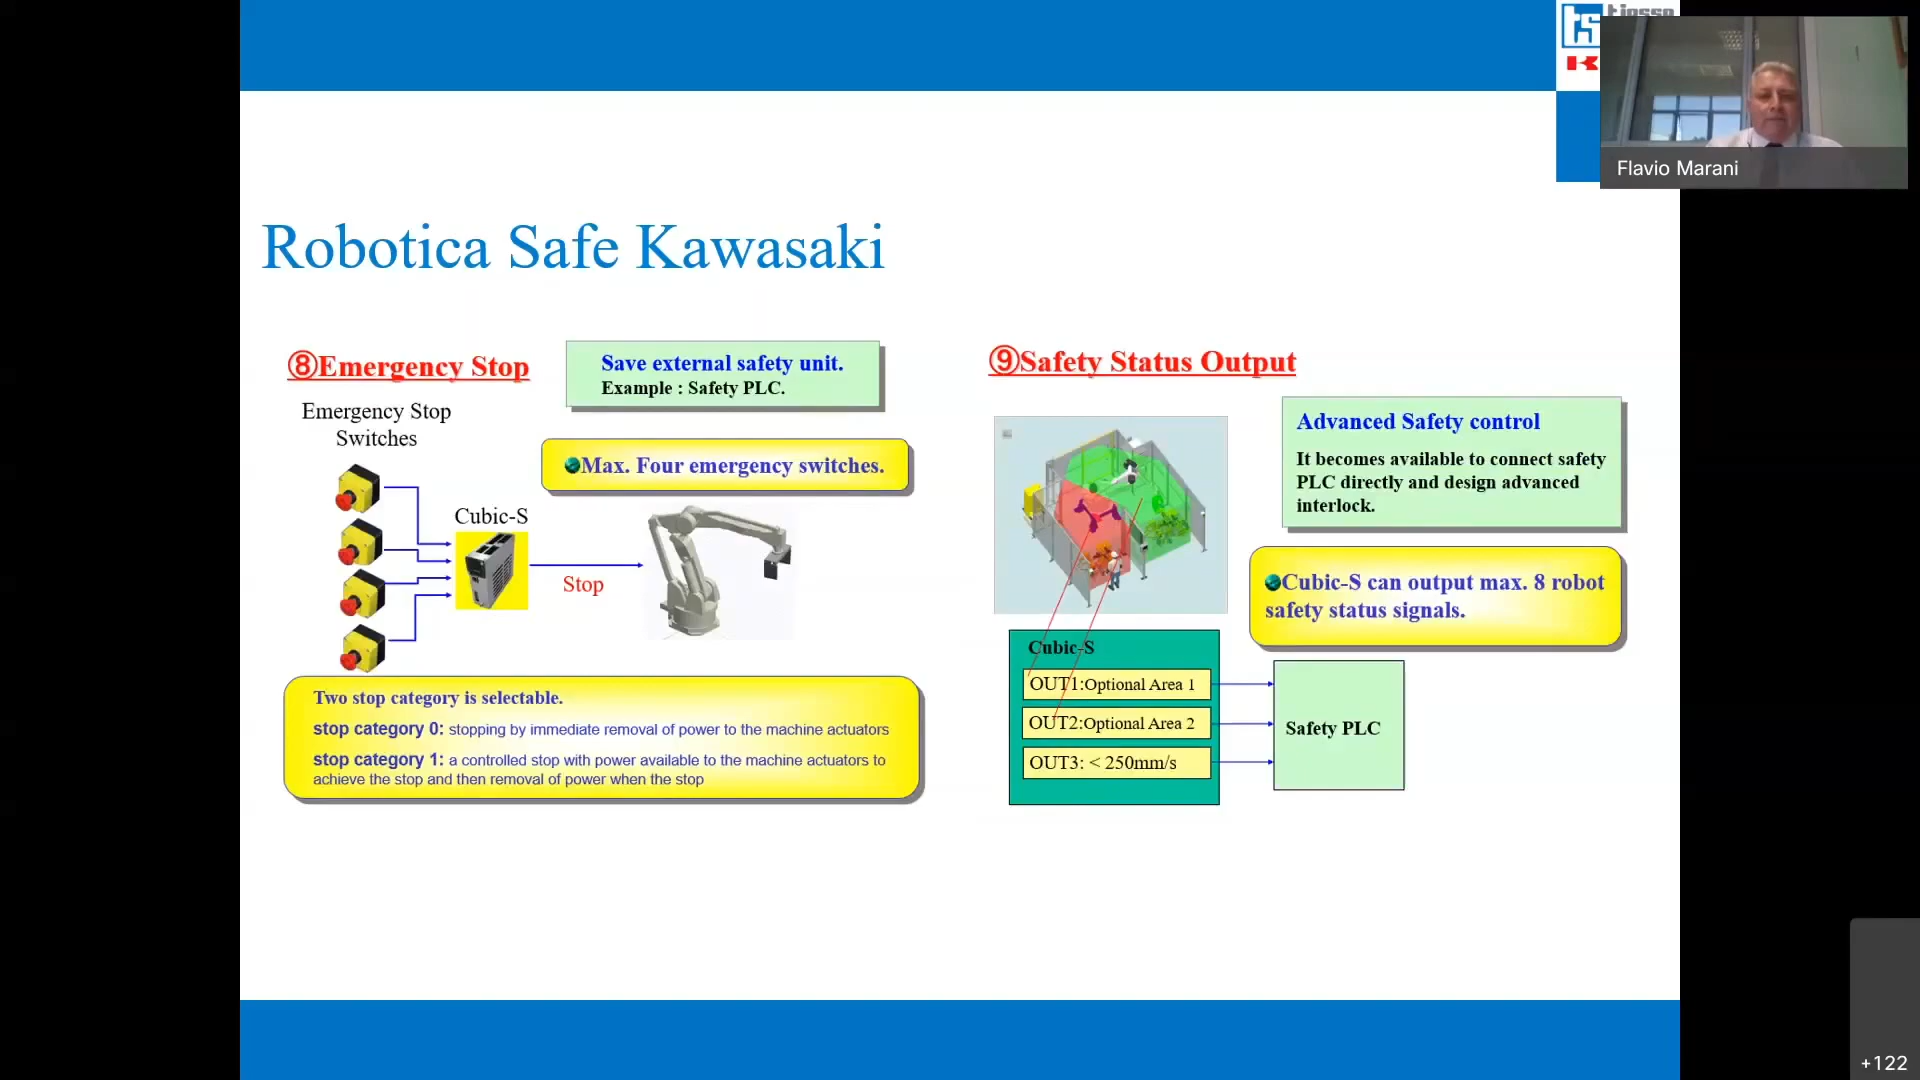 Flavio Marani
Robotica Safe Kawasaki
⑧Emergency Stop
Save external safety unit.
Example : Safety PLC.
Emergency Stop
Switches
Max. Four emergency switches.
Cubic-S
Stop
Two stop category is selectable.
stop category 0: stopping by immediate removal of power to the machine actuators
stop category 1: a controlled stop with power available to the machine actuators to
achieve the stop and then removal of power when the stop
⑨Safety Status Output
Advanced Safety control
It becomes available to connect safety
PLC directly and design advanced
interlock.
Cubic-S can output max. 8 robot
safety status signals.
Cubic-S
OUT1:Optional Area 1
OUT2:Optional Area 2
OUT3: < 250mm/s
Safety PLC
+122